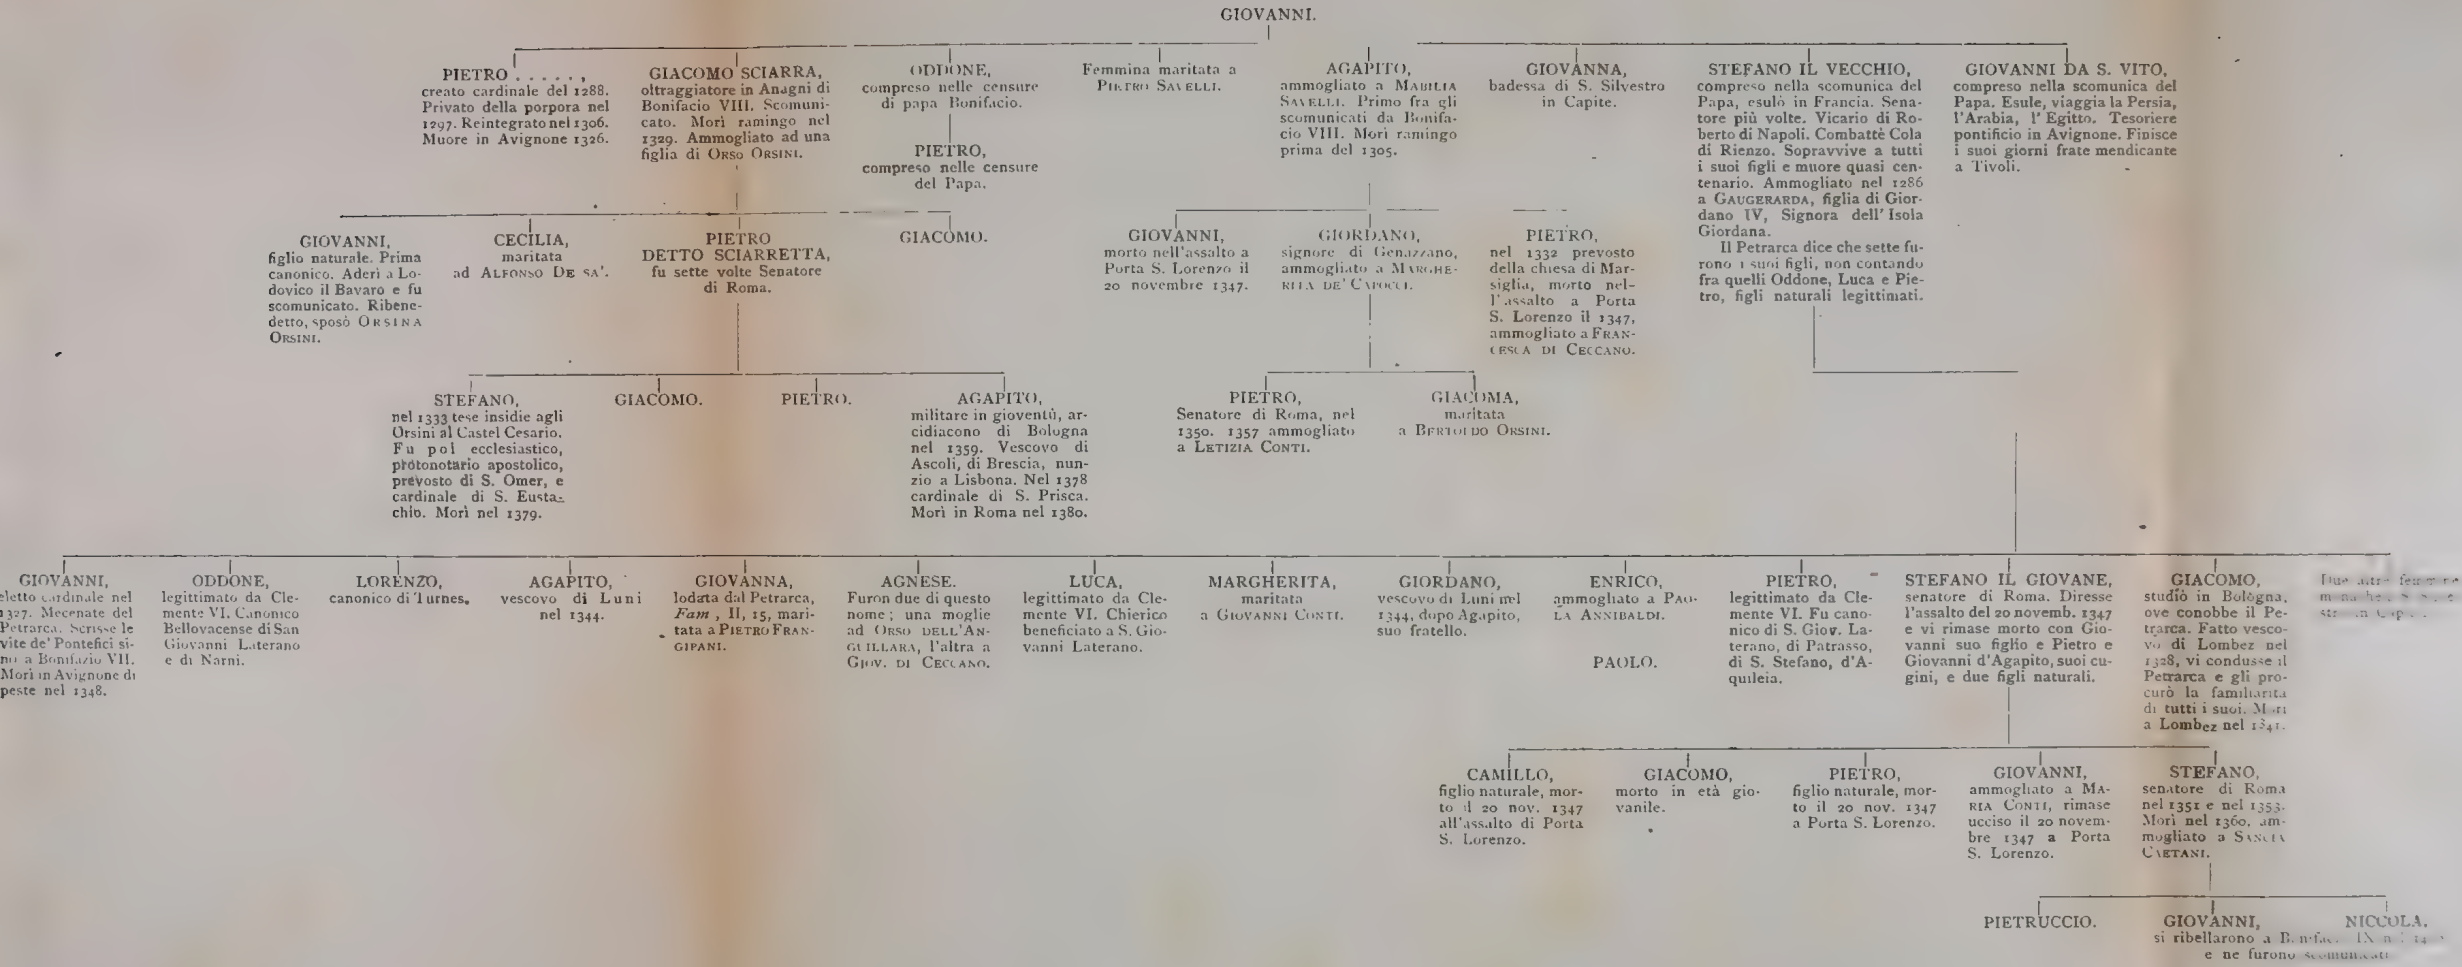 GIOVANNI.
PIETRO . . . . . ,
creato cardinale del 1288.
Privato della porpora nel
1297. Reintegrato nel 1306.
Muore in Avignone 1326.
GIACOMO SCIARRA,
oltraggiatore in Anagni di
Bonifacio VIII. Scomuni-
cato. Morì ramingo nel
1329. Ammogliato ad una
figlia di ORSO ORSINI.
ODDONE,
compreso nelle censure
di papa Bonifacio.
PIETRO,
compreso nelle censure
del Papa.
Femmina maritata a
PIETRO SAVELLI.
AGAPITO,
ammogliato a MABILIA
SAVELLI. Primo fra gli
scomunicati da Bonifa-
cio VIII. Morì ramingo
prima del 1305.
GIOVANNA,
badessa di S. Silvestro
in Capite.
STEFANO IL VECCHIO,
compreso nella scomunica del
Papa, esulò in Francia. Sena-
tore più volte. Vicario di Ro-
berto di Napoli. Combattè Cola
di Rienzo. Sopravvive a tutti
i suoi figli e muore quasi cen-
tenario. Ammogliato nel 1286
a GAUGERARDA, figlia di Gior-
dano IV, Signora dell'Isola
Giordana.
Il Petrarca dice che sette fu-
rono i suoi figli, non contando
fra quelli Oddone, Luca e Pie-
tro, figli naturali legittimati.
GIOVANNI DA S. VITO,
compreso nella scomunica del
Papa. Esule, viaggia la Persia,
l'Arabia, l'Egitto. Tesoriere
pontificio in Avignone. Finisce
i suoi giorni frate mendicante
a Tivoli.
GIOVANNI,
figlio naturale. Prima
canonico. Aderì a Lo-
dovico il Bavaro e fu
scomunicato. Ribene-
detto, sposò ORSINA
ORSINI.
CECILIA,
maritata
ad ALFONSO DE SA'.
PIETRO
DETTO SCIARRETTA,
fu sette volte Senatore
di Roma.
GIACOMO.
GIOVANNI,
morto nell'assalto a
Porta S. Lorenzo il
20 novembre 1347.
GIORDANO,
signore di Genazzano,
ammogliato a MARGHE-
RITA DE' CAPOCCI.
PIETRO,
nel 1332 prevosto
della chiesa di Mar-
siglia, morto nel-
l'assalto a Porta
S. Lorenzo il 1347,
ammogliato a FRAN-
CESCA DI CECCANO.
STEFANO,
nel 1333 tese insidie agli
Orsini al Castel Cesario.
Fu poi ecclesiastico,
protonotario apostolico,
prevosto di S. Omer, e
cardinale di S. Eusta-
chio. Morì nel 1379.
GIACOMO.
PIETRO.
AGAPITO,
militare in gioventù, ar-
cidiacono di Bologna
nel 1359. Vescovo di
Ascoli, di Brescia, nun-
zio a Lisbona. Nel 1378
cardinale di S. Prisca.
Morì in Roma nel 1380.
PIETRO,
Senatore di Roma, nel
1350. 1357 ammogliato
a LETIZIA CONTI.
GIACOMA,
maritata
a BERTOLDO ORSINI.
GIOVANNI,
eletto cardinale nel
1327. Mecenate del
Petrarca. Scrisse le
vite de' Pontefici si-
no a Bonifazio VII.
Morì in Avignone di
peste nel 1348.
ODDONE,
legittimato da Cle-
mente VI. Canonico
Bellovacense di San
Giovanni Laterano
e di Narni.
LORENZO,
canonico di Turnes.
AGAPITO,
vescovo di Luni
nel 1344.
GIOVANNA,
lodata dal Petrarca,
Fam., II, 15, mari-
tata a PIETRO FRAN-
GIPANI.
AGNESE.
Furon due di questo
nome; una moglie
ad ORSO DELL'AN-
GUILLARA, l'altra a
GIOV. DI CECCANO.
LUCA,
legittimato da Cle-
mente VI. Chierico
beneficiato a S. Gio-
vanni Laterano.
MARGHERITA,
maritata
a GIOVANNI CONTI.
GIORDANO,
vescovo di Luni nel
1344, dopo Agapito,
suo fratello.
ENRICO,
ammogliato a PAO-
LA ANNIBALDI.
PAOLO.
PIETRO,
legittimato da Cle-
mente VI. Fu cano-
nico di S. Giov. La-
terano, di Patrasso,
di S. Stefano, d'A-
quileia.
STEFANO IL GIOVANE,
senatore di Roma. Diresse
l'assalto del 20 novemb. 1347
e vi rimase morto con Gio-
vanni suo figlio e Pietro e
Giovanni d'Agapito, suoi cu-
gini, e due figli naturali.
GIACOMO,
studiò in Bologna,
ove conobbe il Pe-
trarca. Fatto vesco-
vo di Lombez nel
1328, vi condusse il
Petrarca e gli pro-
curò la familiarità
di tutti i suoi. Morì
a Lombez nel 1341.
Due altre femmine
CAMILLO,
figlio naturale, mor-
to il 20 nov. 1347
all'assalto di Porta
S. Lorenzo.
GIACOMO,
morto in età gio-
vanile.
PIETRO,
figlio naturale, mor-
to il 20 nov. 1347
a Porta S. Lorenzo.
GIOVANNI,
ammogliato a MA-
RIA CONTI, rimase
ucciso il 20 novem-
bre 1347 a Porta
S. Lorenzo.
STEFANO,
senatore di Roma
nel 1351 e nel 1353.
Morì nel 1360, am-
mogliato a SANCIA
CAETANI.
PIETRUCCIO.
GIOVANNI,
NICCOLA,
si ribellarono a Bonifac. IX
e ne furono scomunicati